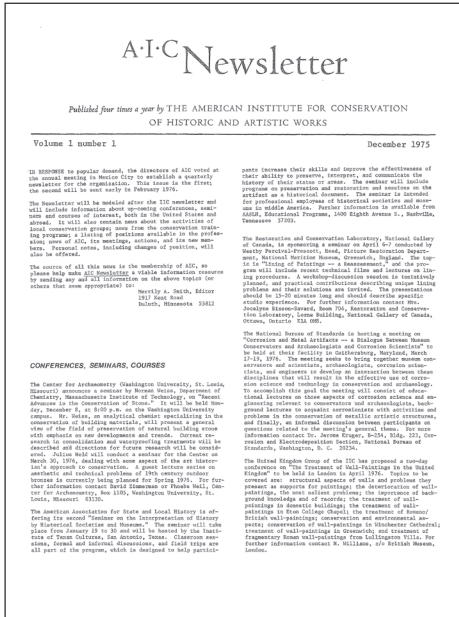 A·I·C Newsletter
Published four times a year by THE AMERICAN INSTITUTE FOR CONSERVATION
OF HISTORIC AND ARTISTIC WORKS
Volume 1 number 1
December 1975
IN RESPONSE to popular demand, the directors of AIC voted at
the annual meeting in Mexico City to establish a quarterly
newsletter for the organization. This issue is the first;
the second will be sent early in February 1976.
The Newsletter will be modeled after the IIC newsletter and
will include information about up-coming conferences, semi-
nars and courses of interest, both in the United States and
abroad. It will also contain news about the activities of
local conservation groups; news from the conservation train-
ing programs; a listing of positions available in the profes-
sion; news of AIC, its meetings, actions, and its new mem-
bers. Personal notes, including changes of position, will
also be offered.
The source of all this news is the membership of AIC, so
please help make AIC Newsletter a viable information resource
by sending any and all information on the above topics (or
others that seem appropriate) to:
Merrily A. Smith, Editor
1917 Kent Road
Duluth, Minnesota 55812
CONFERENCES, SEMINARS, COURSES
The Center for Archaeometry (Washington University, St. Louis,
Missouri) announces a seminar by Norman Weiss, Department of
Chemistry, Massachusetts Institute of Technology, on "Recent
Advances in the Conservation of Stone." It will be held Mon-
day, December 8, at 8:00 p.m. on the Washington University
campus. Mr. Weiss, an analytical chemist specializing in the
conservation of building materials, will present a general
view of the field of preservation of natural building stone
with emphasis on new developments and trends. Current re-
search in consolidation and waterproofing treatments will be
described and directions for future research will be consid-
ered. Julius Held will conduct a seminar for the Center on
March 30, 1976, dealing with some aspect of the art histor-
ian's approach to conservation. A guest lecture series on
aesthetic and technical problems of 19th century outdoor
bronzes is currently being planned for Spring 1976. For fur-
ther information contact David Zimmerman or Phoebe Weil, Cen-
ter for Archaeometry, Box 1105, Washington University, St.
Louis, Missouri 63130.
The American Association for State and Local History is of-
fering its second "Seminar on the Interpretation of History
by Historical Societies and Museums." The seminar will take
place from January 19 to 30 and will be hosted by the Insti-
tute of Texan Cultures, San Antonio, Texas. Classroom ses-
sions, formal and informal discussions, and field trips are
all part of the program, which is designed to help partici-
pants increase their skills and improve the effectiveness of
their ability to preserve, interpret, and communicate the
history of their states or areas. The seminar will include
programs on preservation and restoration and sessions on the
artifact as a historical document. The seminar is intended
for professional employees of historical societies and muse-
ums in middle America. Further information is available from
AASLH, Educational Programs, 1400 Eighth Avenue S., Nashville,
Tennessee 37203.
The Restoration and Conservation Laboratory, National Gallery
of Canada, is sponsoring a seminar on April 6-7 conducted by
Westby Percival-Prescott, Head, Picture Restoration Depart-
ment, National Maritime Museum, Greenwich, England. The top-
ic is "Lining of Paintings -- A Reassessment," and the pro-
gram will include recent technical films and lectures on lin-
ing procedures. A workshop-discussion session is tentatively
planned, and practical contributions describing unique lining
problems and their solutions are invited. The presentations
should be 15-20 minutes long and should describe specific
studio experience. For further information contact Mrs.
Jocelyne Bisson-Savard, Room 704, Restoration and Conserva-
tion Laboratory, Lorne Building, National Gallery of Canada,
Ottawa, Ontario K1A 0M8.
The National Bureau of Standards is hosting a meeting on
"Corrosion and Metal Artifacts -- a Dialogue Between Museum
Conservators and Archaeologists and Corrosion Scientists" to
be held at their facility in Gaithersburg, Maryland, March
17-19, 1976. The meeting seeks to bring together museum con-
servators and scientists, archaeologists, corrosion scien-
tists, and engineers to develop an interaction between these
disciplines that will result in the effective use of corro-
sion science and technology in conservation and archaeology.
To accomplish this goal the meeting will consist of educa-
tional lectures on those aspects of corrosion science and en-
gineering relevant to conservators and archaeologists, back-
ground lectures to acquaint corrosionists with activities and
problems in the conservation of metallic artistic structures,
and finally, an informal discussion between participants on
questions related to the meeting's general theme. For more
information contact Dr. Jerome Kruger, B-254, Bldg. 223, Cor-
rosion and Electrodeposition Section, National Bureau of
Standards, Washington, D. C. 20234.
The United Kingdom Group of the IIC has proposed a two-day
conference on "The Treatment of Wall-Paintings in the United
Kingdom" to be held in London in April 1976. Topics to be
covered are: structural aspects of walls and problems they
present as supports for paintings; the deterioration of wall-
paintings, the most salient problems; the importance of back-
ground knowledge and of records; the treatment of wall-
paintings in domestic buildings; the treatment of wall-
paintings in Eton College Chapel; the treatment of Romano/
British wall-paintings; conservation and environmental as-
pects; conservation of wall-paintings in Winchester Cathedral;
treatment of wall-paintings in Greenwich; and treatment of
fragmentary Roman wall-paintings from Lullingstone Villa. For
further information contact R. Williams, c/o British Museum,
London.